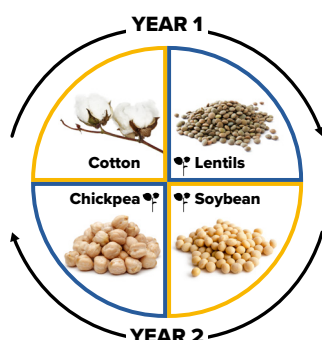 YEAR 1
Cotton
Lentils
Chickpea
Soybean
YEAR 2